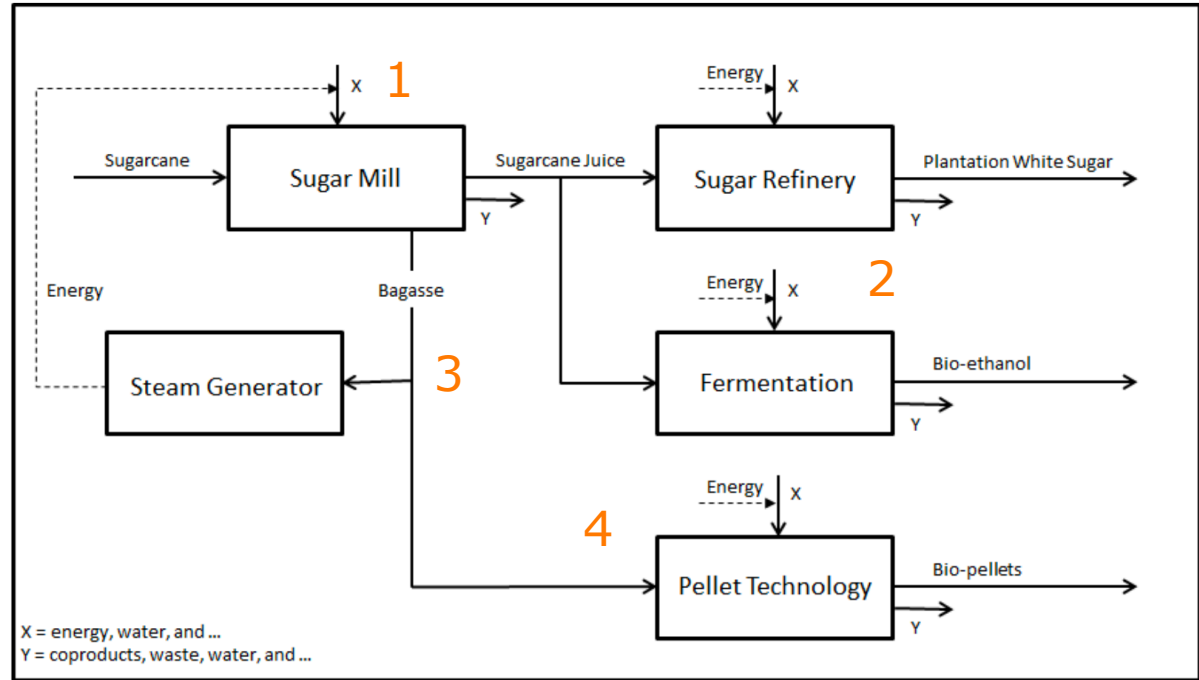 X
1
Energy
X
Sugarcane
Sugar Mill
Sugarcane Juice
Sugar Refinery
Plantation White Sugar
Y
Y
Energy
Bagasse
Energy
X
2
Steam Generator
3
Fermentation
Bio-ethanol
Y
4
Energy
X
Pellet Technology
Bio-pellets
Y
X = energy, water, and ...
Y = coproducts, waste, water, and ...